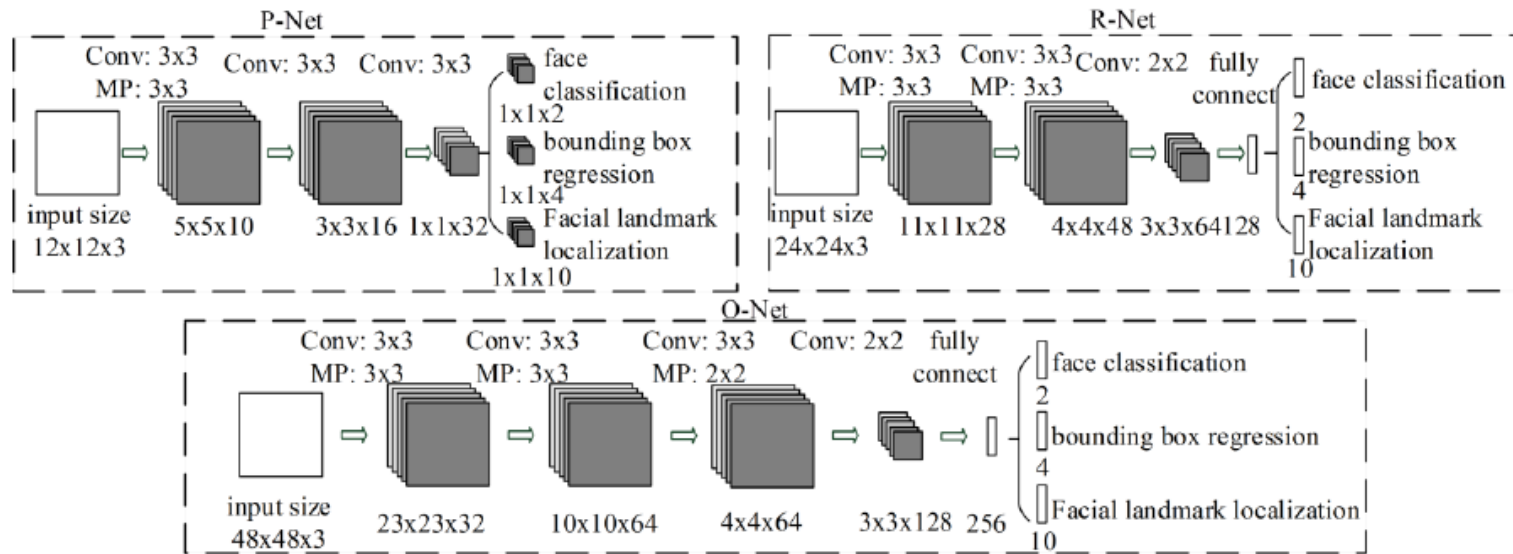 P-Net
Conv: 3x3
MP: 3x3
Conv: 3x3
Conv: 3x3
face
classification
1x1x2
bounding box
regression
1x1x4
Facial landmark
localization
1x1x10
input size
12x12x3
5x5x10
3x3x16
1x1x32
R-Net
Conv: 3x3
MP: 3x3
Conv: 3x3
MP: 3x3
Conv: 2x2
fully
connect
face classification
2
bounding box
regression
4
Facial landmark
localization
10
input size
24x24x3
11x11x28
4x4x48
3x3x64
128
O-Net
Conv: 3x3
MP: 3x3
Conv: 3x3
MP: 3x3
Conv: 3x3
MP: 2x2
Conv: 2x2
fully
connect
face classification
2
bounding box regression
4
Facial landmark localization
10
input size
48x48x3
23x23x32
10x10x64
4x4x64
3x3x128
256